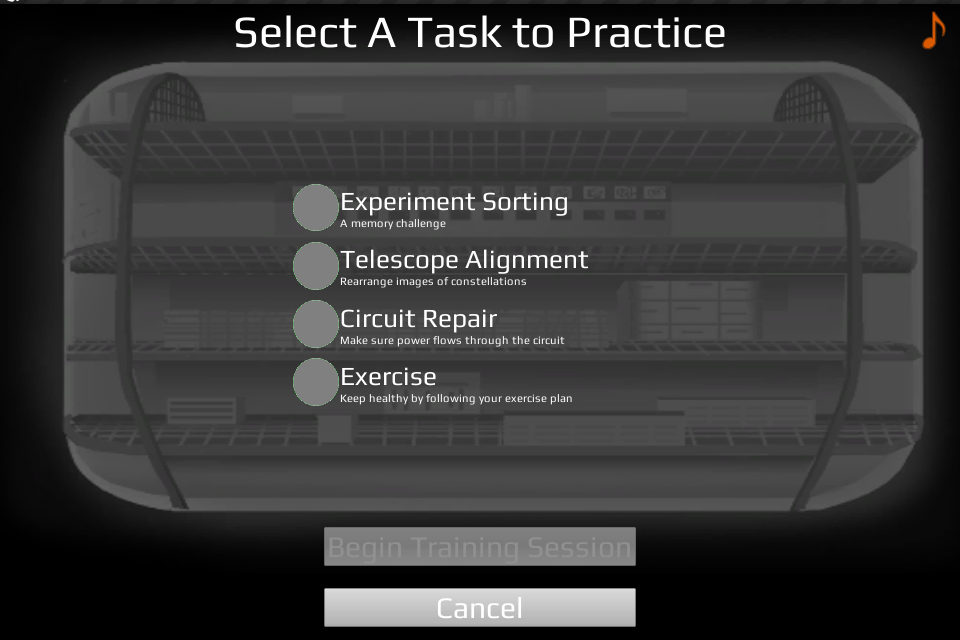 Select A Task to Practice
Experiment Sorting
A memory challenge
Telescope Alignment
Rearrange images of constellations
Circuit Repair
Make sure power flows through the circuit
Exercise
Keep healthy by following your exercise plan
Begin Training Session
Cancel